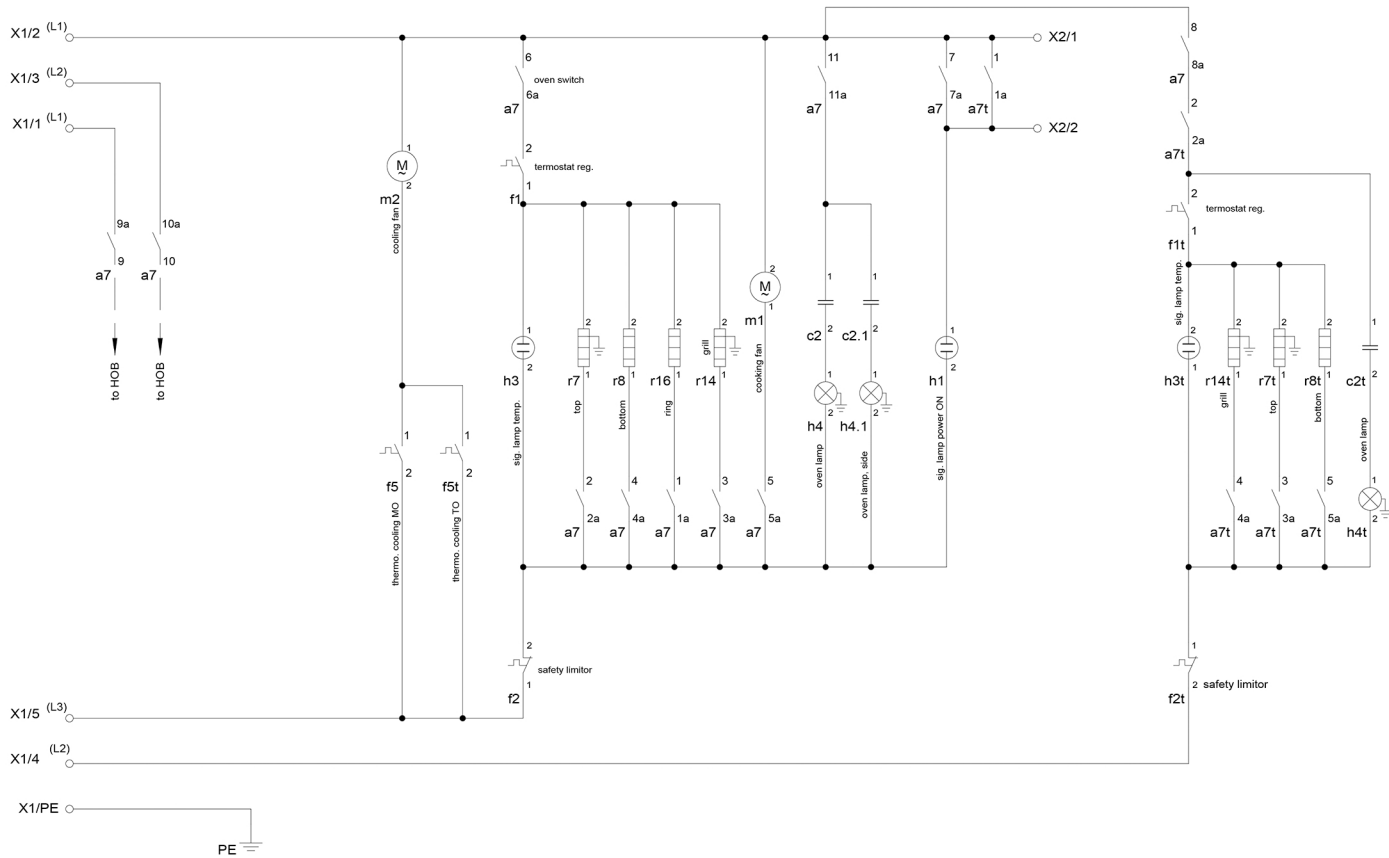 X1/2 (L1)
X1/3 (L2)
X1/1 (L1)
9a
9
a7
to HOB
10a
10
a7
to HOB
1
M
~
2
m2
cooling fan
1
2
f5
thermo. cooling MO
1
2
f5t
thermo. cooling TO
6
oven switch
6a
a7
2
termostat reg.
1
f1
1
2
h3
sig. lamp temp.
2
1
r7
top
2
2a
a7
2
1
r8
bottom
4
4a
a7
2
1
r16
ring
1
1a
a7
grill
2
1
r14
3
3a
a7
2
M
~
1
m1
cooking fan
5
5a
a7
11
11a
a7
1
c2
2
1
2
h4
oven lamp
1
c2.1
2
1
2
h4.1
oven lamp, side
7
7a
a7
1
1a
a7t
X2/1
X2/2
1
2
h1
sig. lamp power ON
8
8a
a7
2
2a
a7t
2
termostat reg.
1
f1t
sig. lamp temp.
2
1
h3t
2
1
r14t
grill
4
4a
a7t
2
1
r7t
top
3
3a
a7t
2
1
r8t
bottom
5
5a
a7t
1
2
c2t
oven lamp
1
2
h4t
2
safety limitor
1
f2
1
2 safety limitor
f2t
X1/5 (L3)
X1/4 (L2)
X1/PE
PE